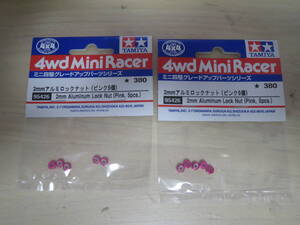 TAMIYA
4wd Mini Racer
ミニ四駆グレードアップパーツシリーズ
★ 380
2mmアルミロックナット(ピンク5個)
95426
2mm Aluminum Lock Nut (Pink, 5pcs.)
TAMIYA
4wd Mini Racer
ミニ四駆グレードアップパーツシリーズ
★ 380
2mmアルミロックナット(ピンク5個)
95426
2mm Aluminum Lock Nut (Pink, 5pcs.)